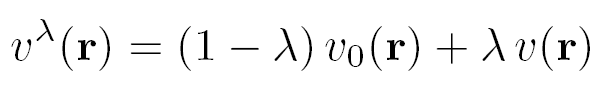 v^λ(𝐫) = (1 − λ) v₀(𝐫) + λ v(𝐫)